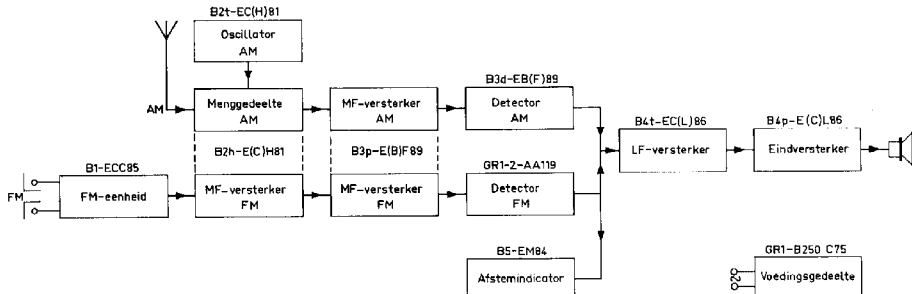 B2t-EC(H)81
Oscillator
AM
AM
Menggedeelte
AM
MF-versterker
AM
B3d-EB(F)89
Detector
AM
B4t-EC(L)86
LF-versterker
B4p-E(C)L86
Eindversterker
B2h-E(C)H81
B3p-E(B)F89
B1-ECC85
FM
FM-eenheid
MF-versterker
FM
MF-versterker
FM
GR1-2-AA119
Detector
FM
B5-EM84
Afstemindicator
GR1-B250 C75
Voedingsgedeelte